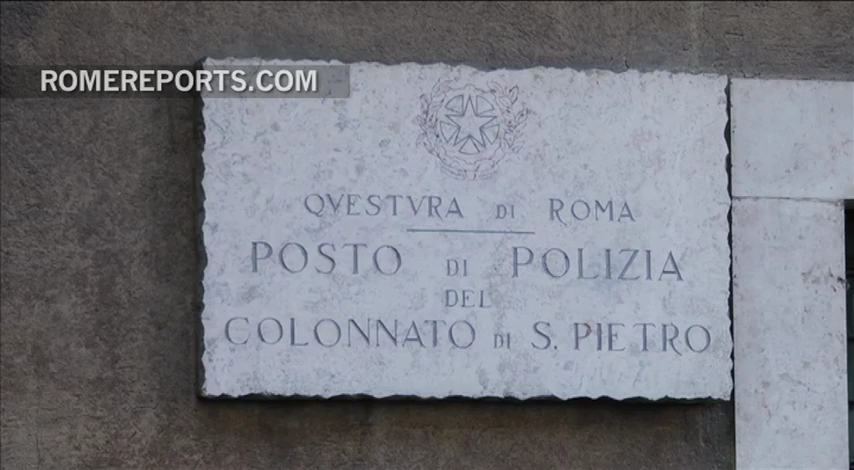 ROMEREPORTS.COM
QVESTVRA DI ROMA
POSTO DI POLIZIA
DEL
COLONNATO DI S. PIETRO